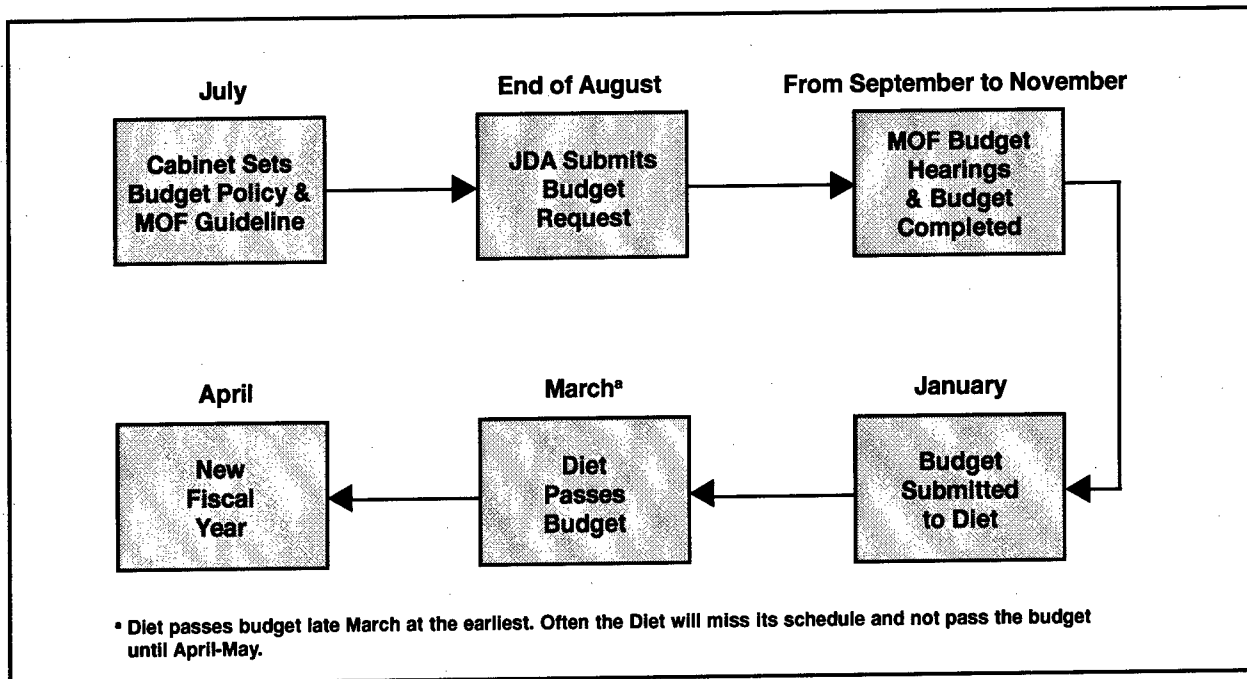 July
Cabinet Sets
Budget Policy &
MOF Guideline
End of August
JDA Submits
Budget
Request
From September to November
MOF Budget
Hearings
& Budget
Completed
January
Budget
Submitted
to Diet
Marchᵃ
Diet
Passes
Budget
April
New
Fiscal
Year
ᵃ Diet passes budget late March at the earliest. Often the Diet will miss its schedule and not pass the budget
until April-May.